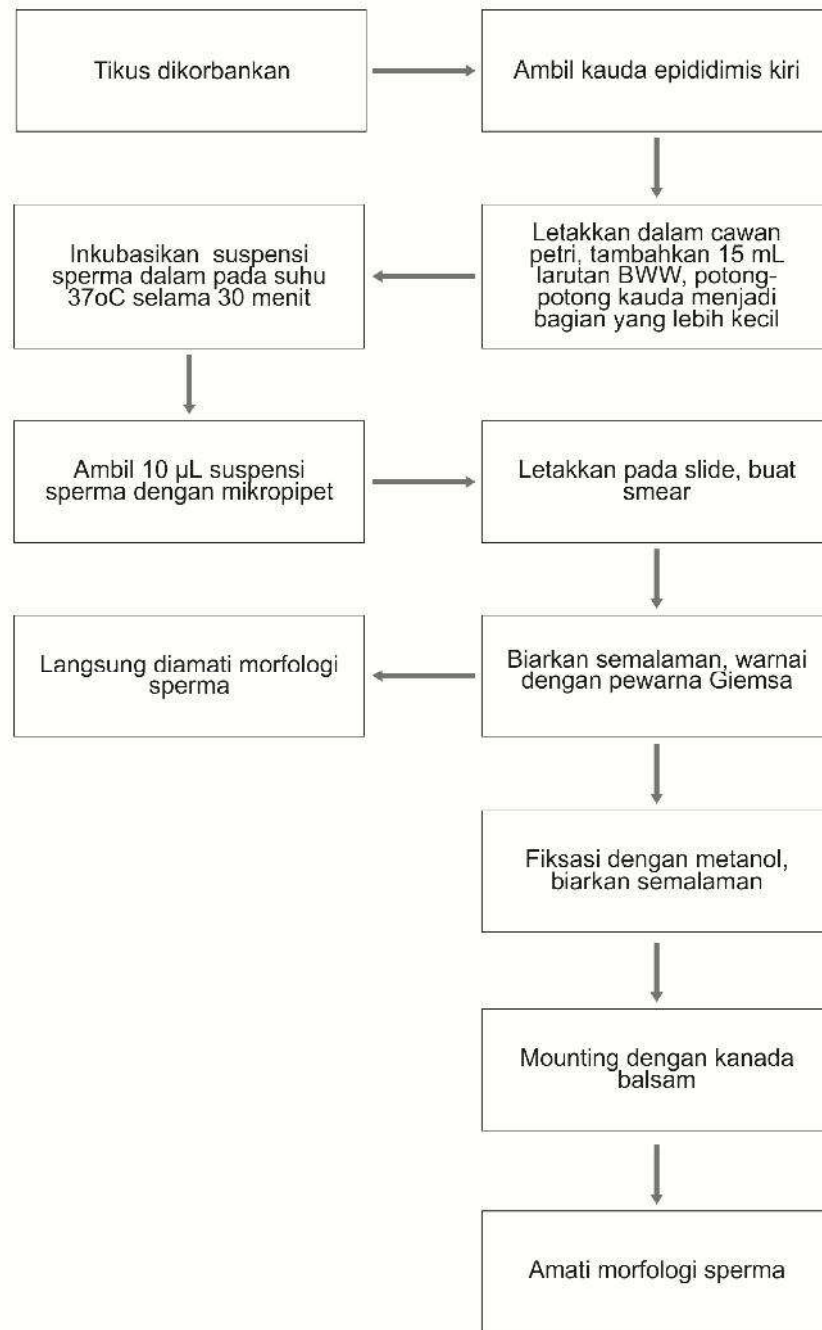 Tikus dikorbankan
Ambil kauda epididimis kiri
Letakkan dalam cawan
petri, tambahkan 15 mL
larutan BWW, potong-
potong kauda menjadi
bagian yang lebih kecil
Inkubasikan suspensi
sperma dalam pada suhu
37oC selama 30 menit
Ambil 10 µL suspensi
sperma dengan mikropipet
Letakkan pada slide, buat
smear
Biarkan semalaman, warnai
dengan pewarna Giemsa
Langsung diamati morfologi
sperma
Fiksasi dengan metanol,
biarkan semalaman
Mounting dengan kanada
balsam
Amati morfologi sperma